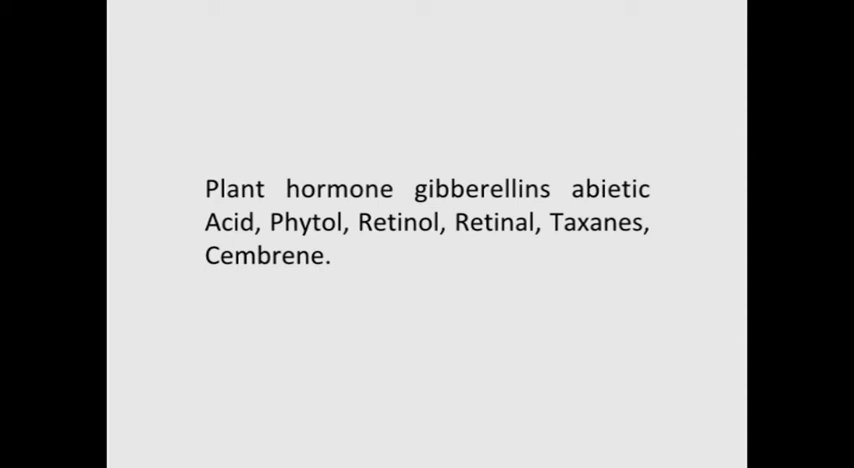 Plant hormone gibberellins abietic
Acid, Phytol, Retinol, Retinal, Taxanes,
Cembrene.